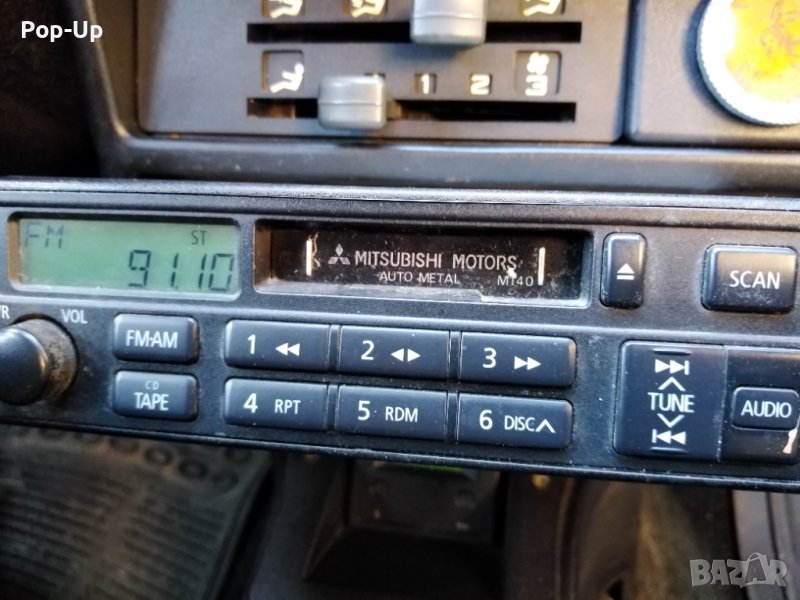 Pop-Up
1 2 3
FM ST
91.10
MITSUBISHI MOTORS
AUTO METAL MT40
SCAN
VOL
FM·AM
1 2 3
CD
TAPE
4 RPT 5 RDM 6 DISC
TUNE
AUDIO
BAZAR